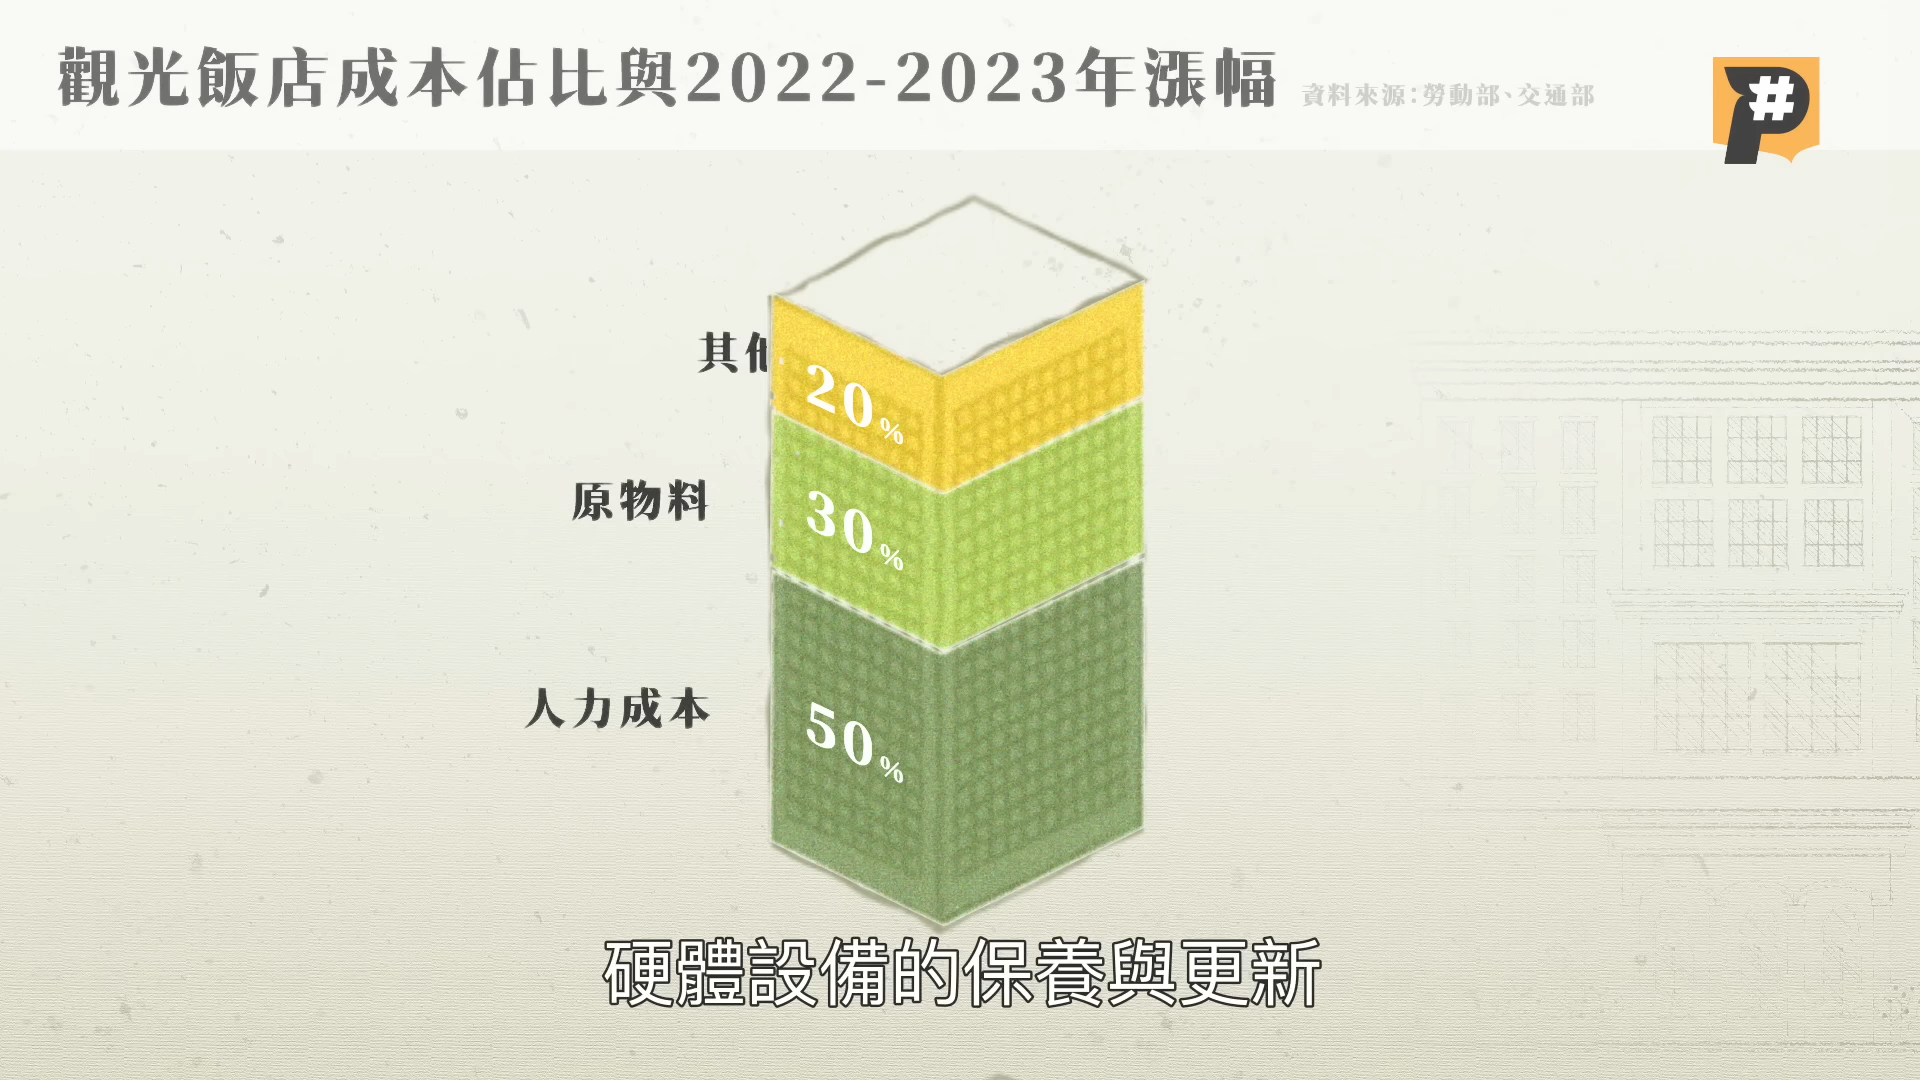 觀光飯店成本佔比與2022-2023年漲幅
資料來源：勞動部、交通部
其他
20%
原物料
30%
人力成本
50%
硬體設備的保養與更新